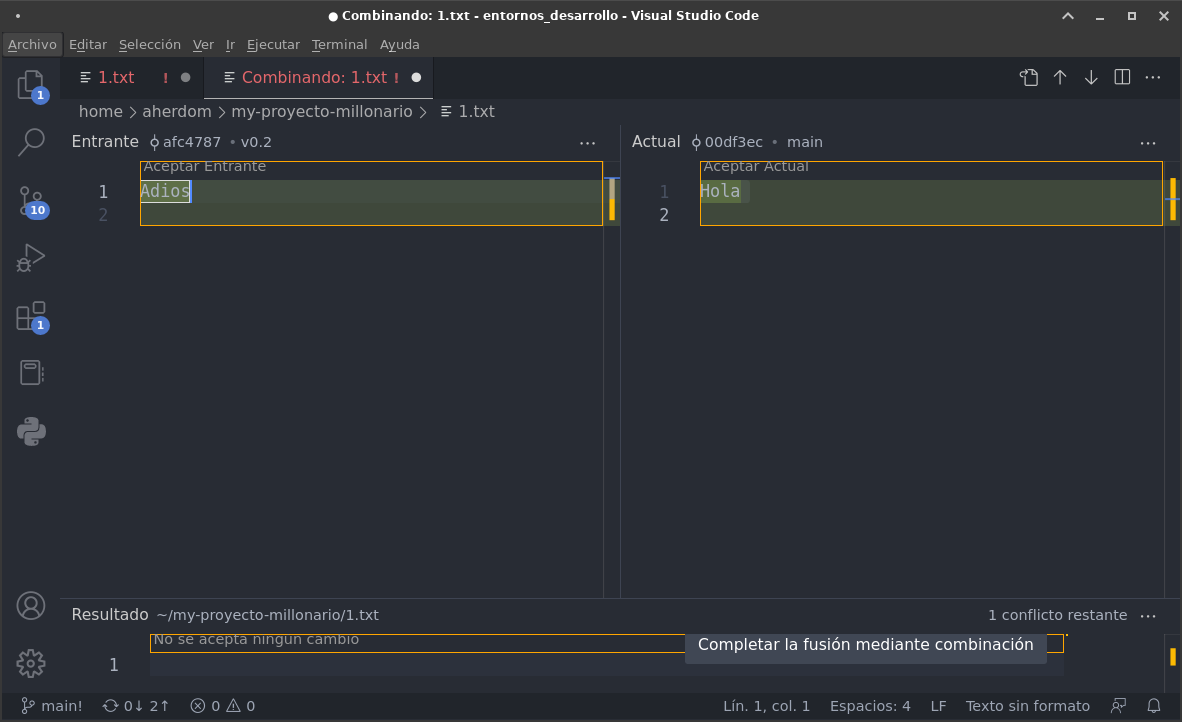 ● Combinando: 1.txt - entornos_desarrollo - Visual Studio Code
Archivo Editar Selección Ver Ir Ejecutar Terminal Ayuda
1.txt ! ● Combinando: 1.txt ! ●
home > aherdom > my-proyecto-millonario > 1.txt
Entrante afc4787 • v0.2 ...
Aceptar Entrante
1 Adios
2
Actual 00df3ec • main ...
Aceptar Actual
1 Hola
2
1
10
1
Resultado ~/my-proyecto-millonario/1.txt 1 conflicto restante ...
No se acepta ningún cambio
Completar la fusión mediante combinación
1
main! 0↓ 2↑ 0 0 Lín. 1, col. 1 Espacios: 4 LF Texto sin formato